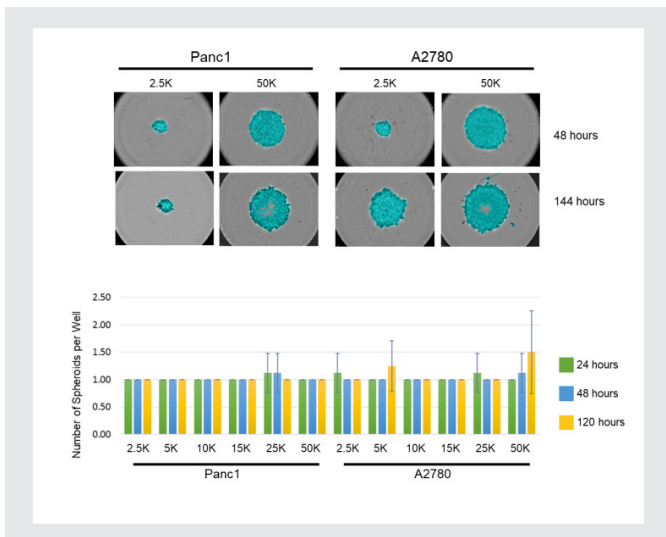 Panc1 A2780
2.5K 50K 2.5K 50K
48 hours
144 hours
Number of Spheroids per Well
2.50
2.00
1.50
1.00
0.50
0.00
24 hours
48 hours
120 hours
2.5K 5K 10K 15K 25K 50K 2.5K 5K 10K 15K 25K 50K
Panc1 A2780